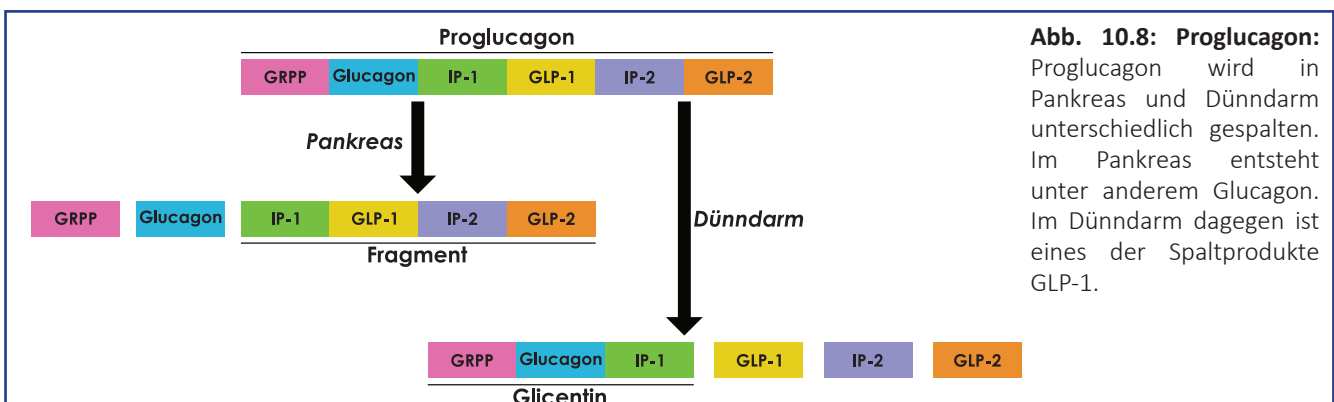 Proglucagon
GRPP Glucagon IP-1 GLP-1 IP-2 GLP-2
Pankreas
GRPP Glucagon IP-1 GLP-1 IP-2 GLP-2
Fragment
Dünndarm
GRPP Glucagon IP-1 GLP-1 IP-2 GLP-2
Glicentin
Abb. 10.8: Proglucagon:
Proglucagon wird in
Pankreas und Dünndarm
unterschiedlich gespalten.
Im Pankreas entsteht
unter anderem Glucagon.
Im Dünndarm dagegen ist
eines der Spaltprodukte
GLP-1.